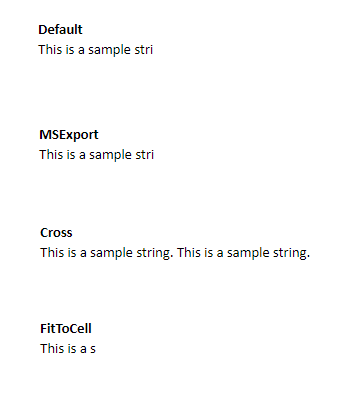 Default
This is a sample stri
MSExport
This is a sample stri
Cross
This is a sample string. This is a sample string.
FitToCell
This is a s